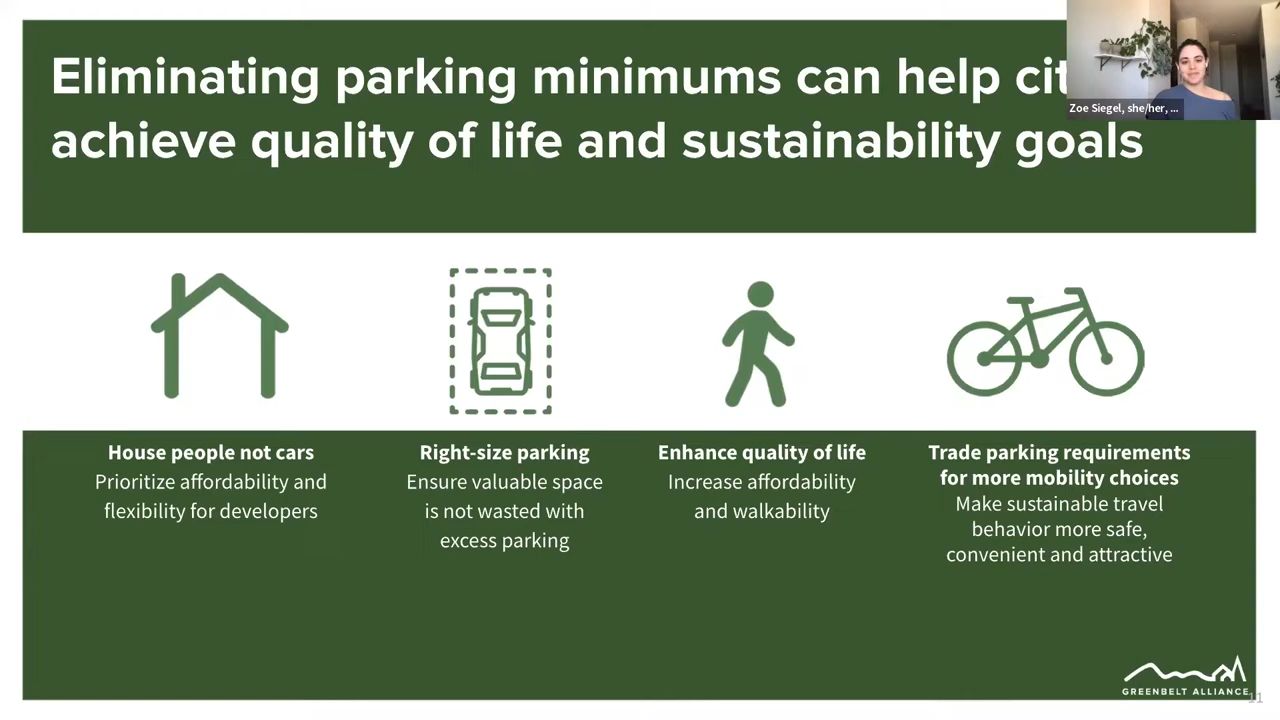 Eliminating parking minimums can help cit
achieve quality of life and sustainability goals
Zoe Siegel, she/her, ...
House people not cars
Prioritize affordability and
flexibility for developers
Right-size parking
Ensure valuable space
is not wasted with
excess parking
Enhance quality of life
Increase affordability
and walkability
Trade parking requirements
for more mobility choices
Make sustainable travel
behavior more safe,
convenient and attractive
GREENBELT ALLIANCE
11